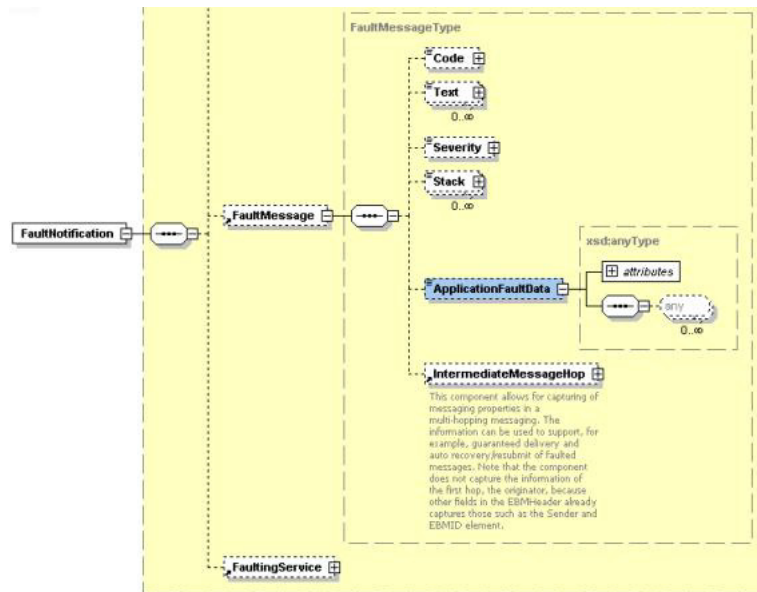 FaultMessageType
Code
Text
0..∞
Severity
Stack
0..∞
FaultMessage
FaultNotification
xsd:anyType
attributes
ApplicationFaultData
any
0..∞
IntermediateMessageHop
This component allows for capturing of
messaging properties in a
multi-hopping messaging. The
information can be used to support, for
example, guaranteed delivery and
auto recovery/resubmit of faulted
messages. Note that the component
does not capture the information of
the first hop, the originator, because
other fields in the EBMHeader already
captures those such as the Sender and
EBMID element.
FaultingService